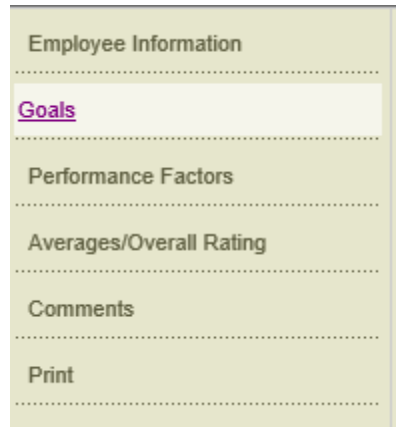 Employee Information
Goals
Performance Factors
Averages/Overall Rating
Comments
Print